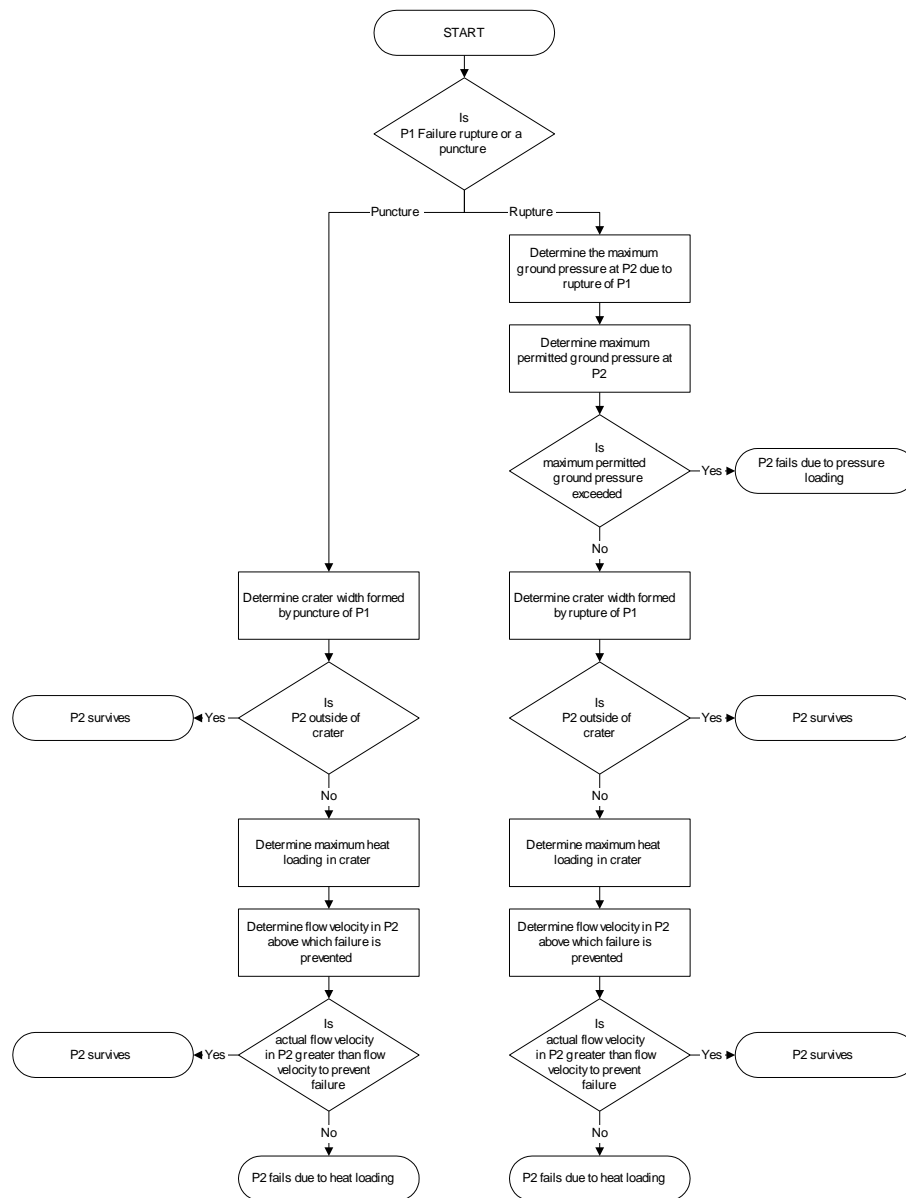 START
Is
P1 Failure rupture or a
puncture
Puncture
Rupture
Determine the maximum
ground pressure at P2 due to
rupture of P1
Determine maximum
permitted ground pressure at
P2
Is
maximum permitted
ground pressure
exceeded
Yes
P2 fails due to pressure
loading
No
Determine crater width formed
by puncture of P1
Determine crater width formed
by rupture of P1
P2 survives
Yes
Is
P2 outside of
crater
Is
P2 outside of
crater
Yes
P2 survives
No
No
Determine maximum heat
loading in crater
Determine maximum heat
loading in crater
Determine flow velocity in P2
above which failure is
prevented
Determine flow velocity in P2
above which failure is
prevented
P2 survives
Yes
Is
actual flow velocity
in P2 greater than flow
velocity to prevent
failure
Is
actual flow velocity
in P2 greater than flow
velocity to prevent
failure
Yes
P2 survives
No
No
P2 fails due to heat loading
P2 fails due to heat loading